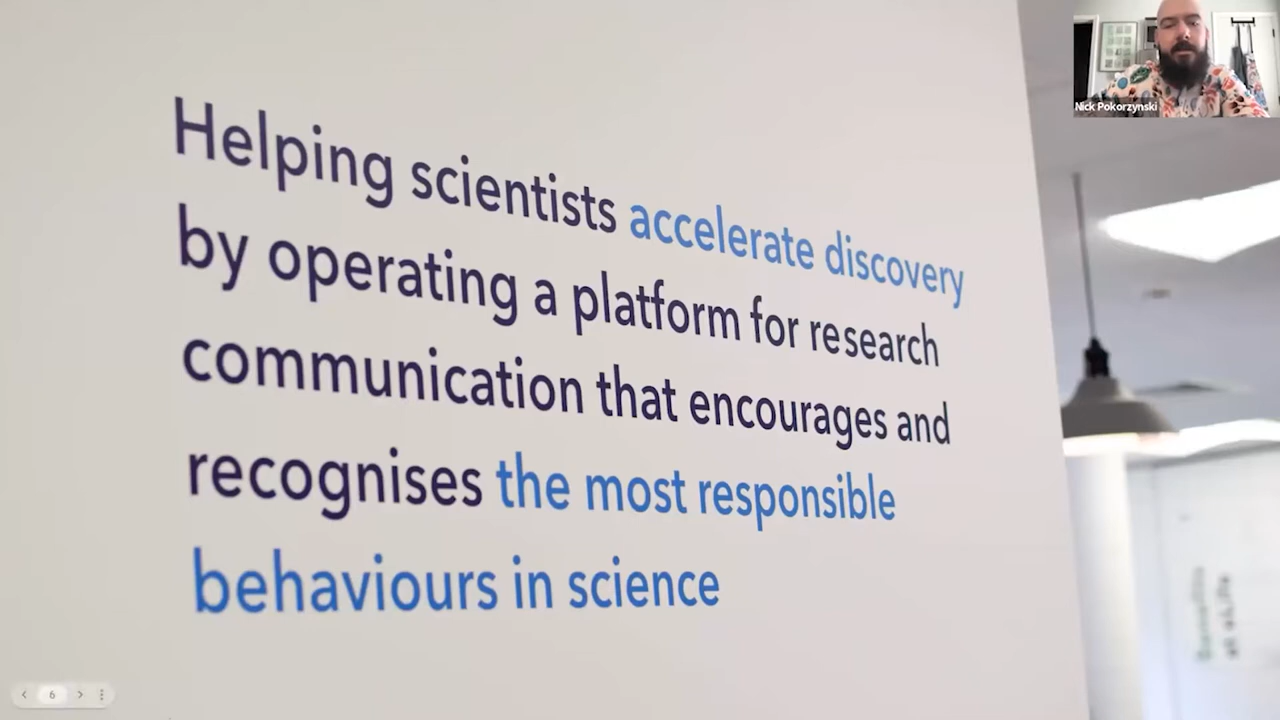 Helping scientists accelerate discovery
by operating a platform for research
communication that encourages and
recognises the most responsible
behaviours in science
Nick Pokorzynski
6